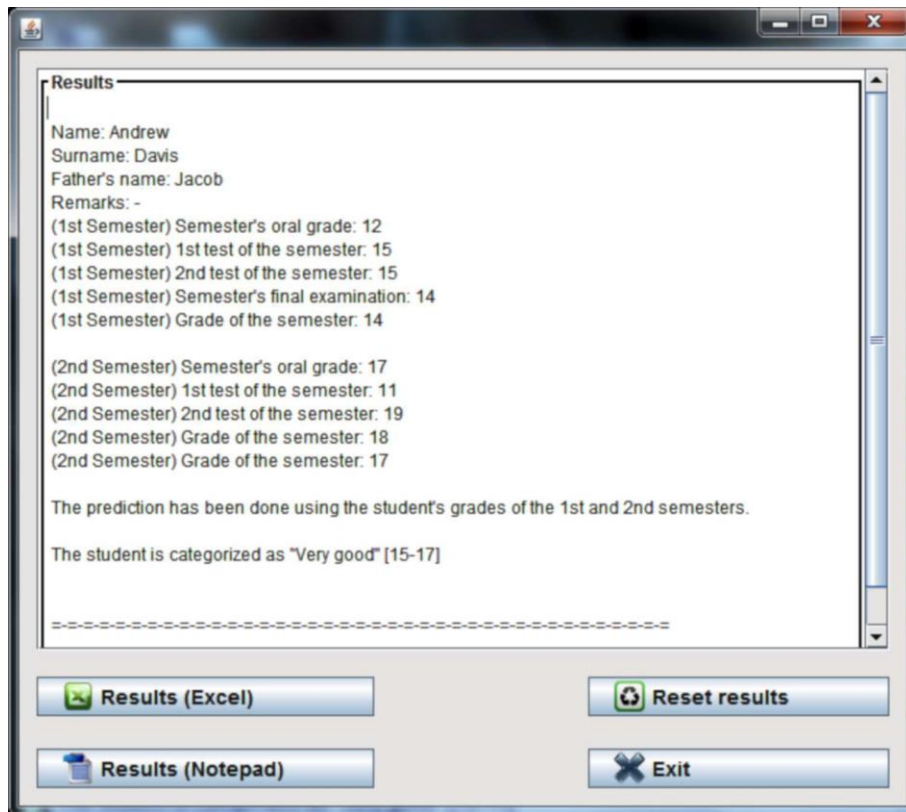 Results
Name: Andrew
Surname: Davis
Father's name: Jacob
Remarks: -
(1st Semester) Semester's oral grade: 12
(1st Semester) 1st test of the semester: 15
(1st Semester) 2nd test of the semester: 15
(1st Semester) Semester's final examination: 14
(1st Semester) Grade of the semester: 14
(2nd Semester) Semester's oral grade: 17
(2nd Semester) 1st test of the semester: 11
(2nd Semester) 2nd test of the semester: 19
(2nd Semester) Grade of the semester: 18
(2nd Semester) Grade of the semester: 17
The prediction has been done using the student's grades of the 1st and 2nd semesters.
The student is categorized as "Very good" [15-17]
=-=-=-=-=-=-=-=-=-=-=-=-=-=-=-=-=-=-=-=-=-=-=-=-=-=-=-=-=-=-=-=-=-=-=-=-=-=-=
Results (Excel)
Reset results
Results (Notepad)
Exit